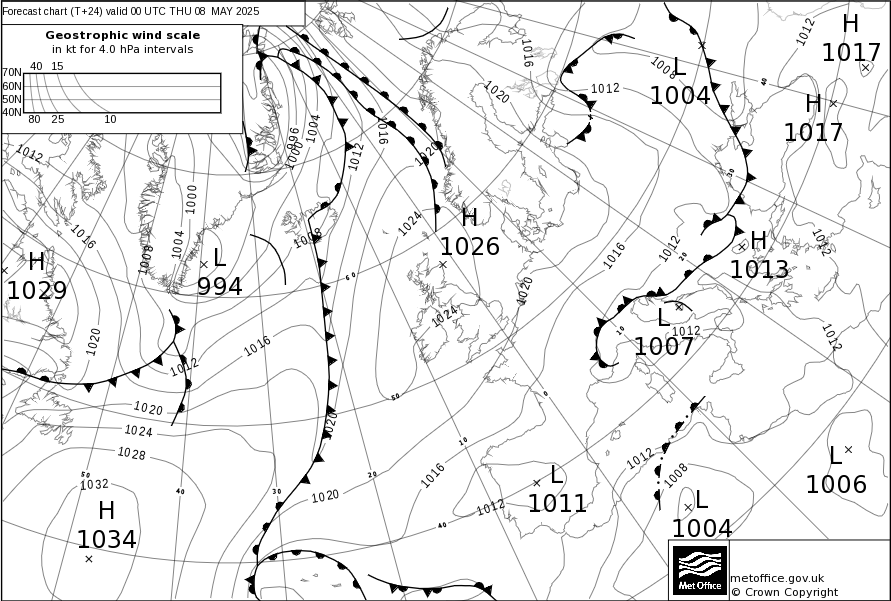 Forecast chart (T+24) valid 00 UTC THU 08 MAY 2025
Geostrophic wind scale
in kt for 4.0 hPa intervals
40 15
70N
60N
50N
40N
80 25 10
H
1017
1012
1016
1008
L
1004
40
1020
1012
H
1017
996
1004
1000
1012
1016
1020
1012
30
1000
1016
1004
1008
1024
H
1026
1008
1016
1012
20
H
1013
1012
H
1029
L
994
60
1020
1024
L
1007
1012
10
1012
1020
1016
1012
50
0
1020
1024
1028
1020
10
1012
1008
L
1006
50
1032
40
30
20
1020
1016
1012
L
1011
L
1004
H
1034
40
Met Office
metoffice.gov.uk
© Crown Copyright